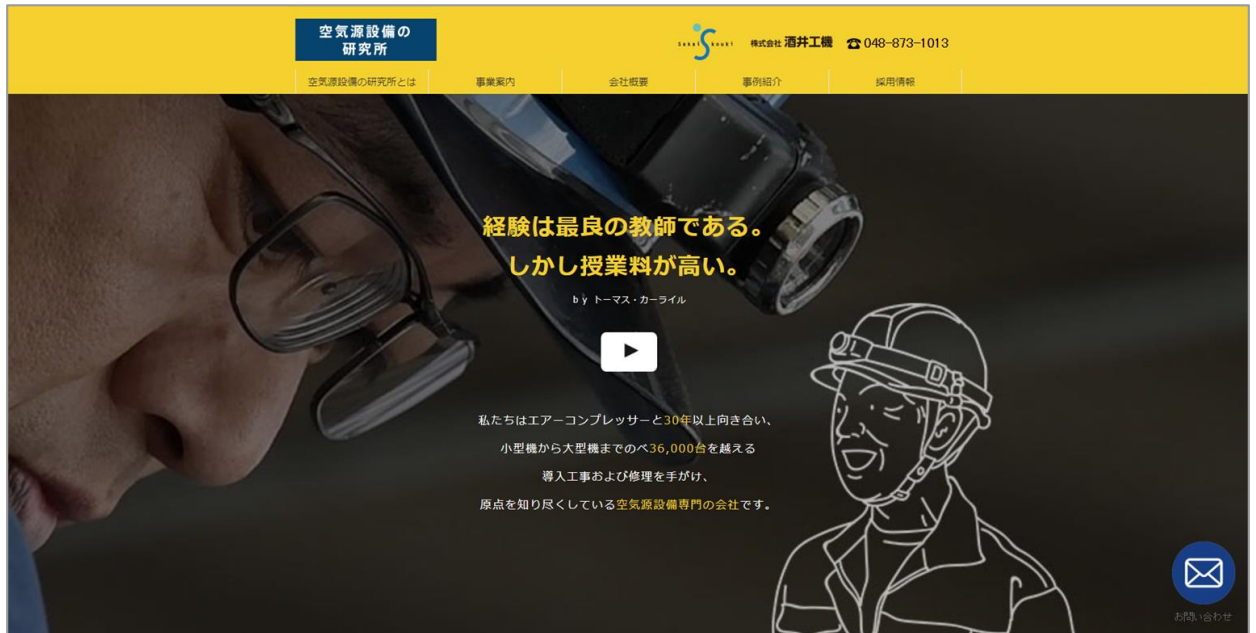 空気源設備の
研究所
Sakai kouki 株式会社 酒井工機 ☎048-873-1013
空気源設備の研究所とは 事業案内 会社概要 事例紹介 採用情報
経験は最良の教師である。
しかし授業料が高い。
by トーマス・カーライル
私たちはエアーコンプレッサーと30年以上向き合い、
小型機から大型機までのべ36,000台を越える
導入工事および修理を手がけ、
原点を知り尽くしている空気源設備専門の会社です。
お問い合わせ